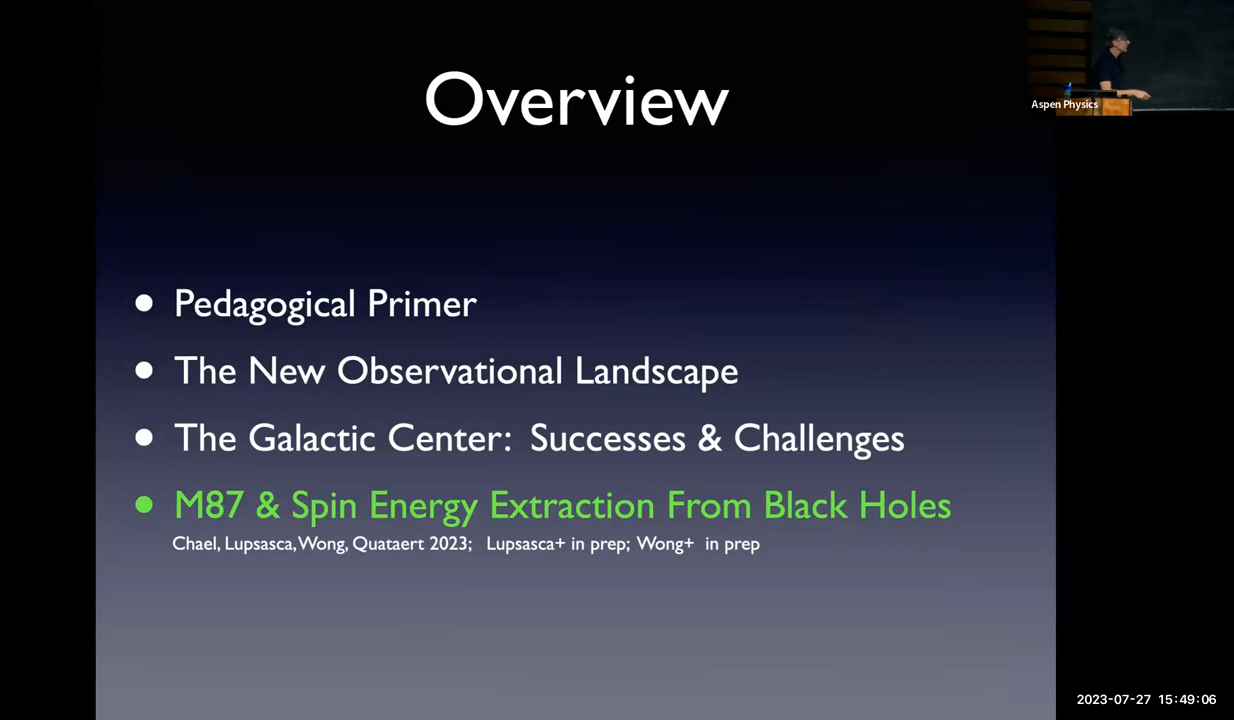 Overview
Aspen Physics
● Pedagogical Primer
● The New Observational Landscape
● The Galactic Center: Successes & Challenges
● M87 & Spin Energy Extraction From Black Holes
Chael, Lupsasca, Wong, Quataert 2023; Lupsasca+ in prep; Wong+ in prep
2023-07-27 15:49:06